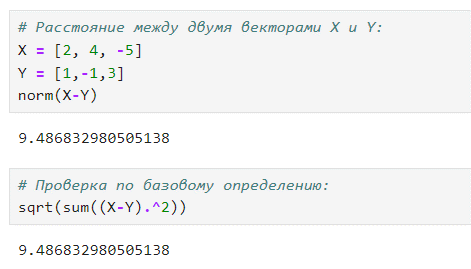 # Расстояние между двумя векторами X и Y:
X = [2, 4, -5]
Y = [1,-1,3]
norm(X-Y)
9.486832980505138
# Проверка по базовому определению:
sqrt(sum((X-Y).^2))
9.486832980505138